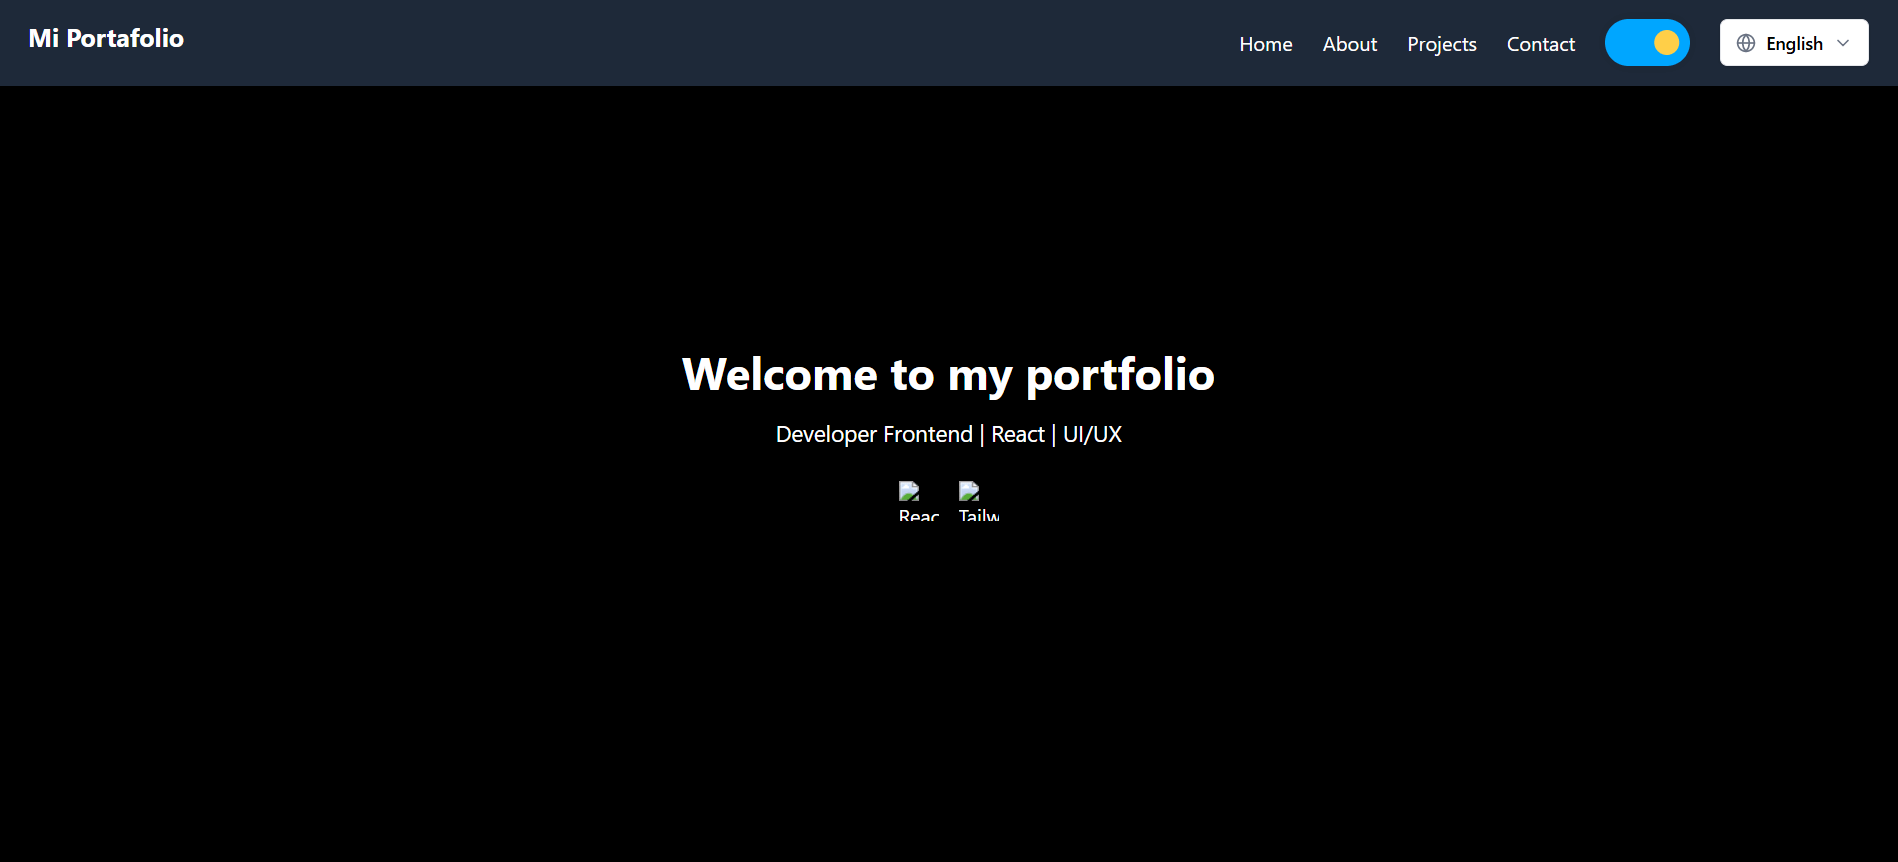 Mi Portafolio
Home About Projects Contact English
Welcome to my portfolio
Developer Frontend | React | UI/UX
Reac Tailw